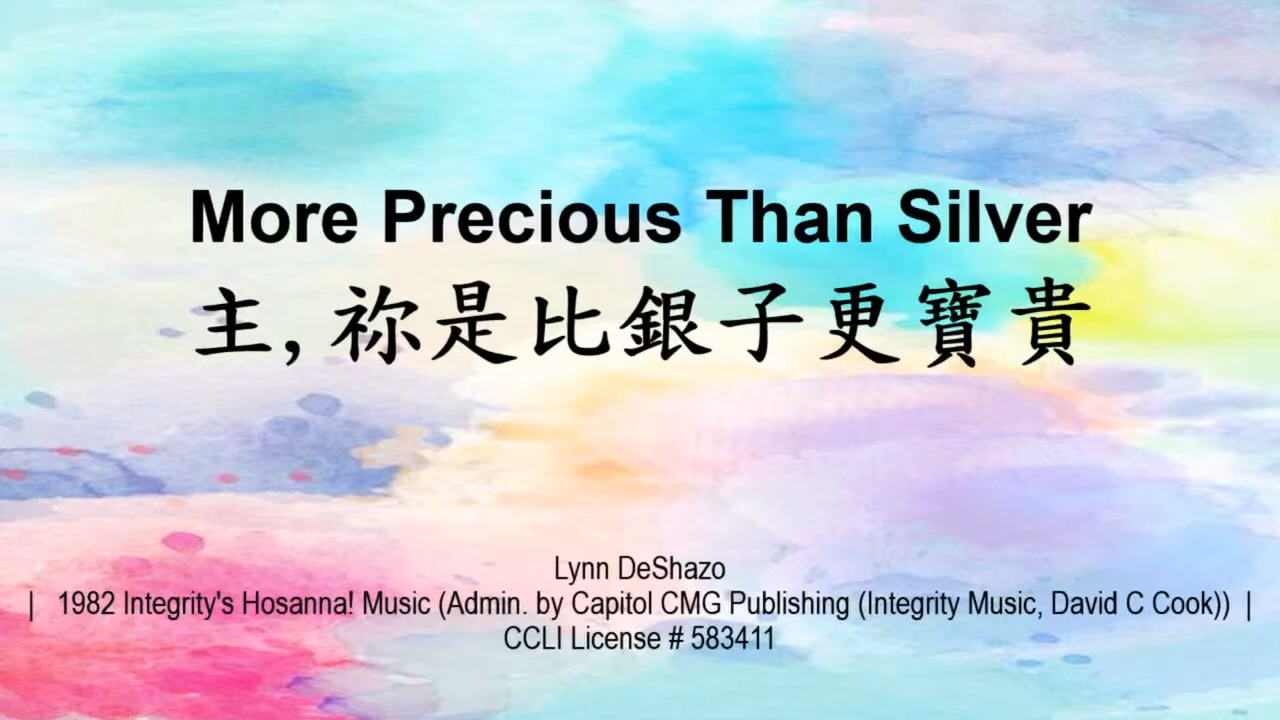 More Precious Than Silver
主, 祢是比銀子更寶貴
Lynn DeShazo
| 1982 Integrity's Hosanna! Music (Admin. by Capitol CMG Publishing (Integrity Music, David C Cook)) |
CCLI License # 583411